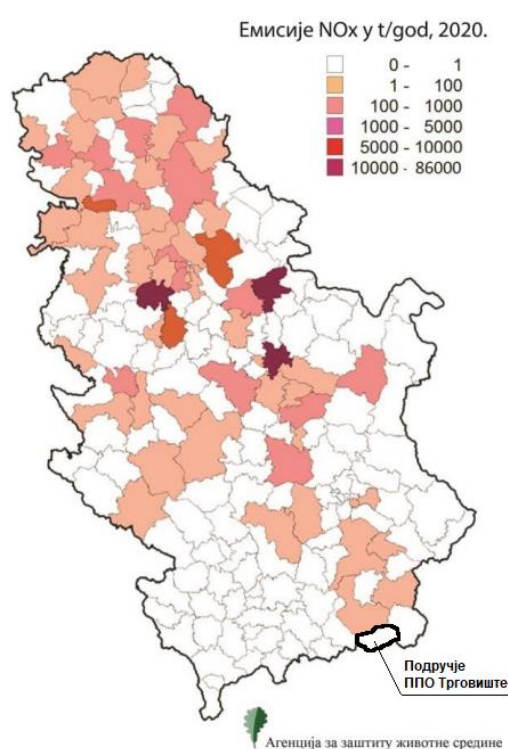 Емисије NOx у t/god, 2020.
0 - 1
1 - 100
100 - 1000
1000 - 5000
5000 - 10000
10000 - 86000
Подручје
ППО Трговиште
Агенција за заштиту животне средине